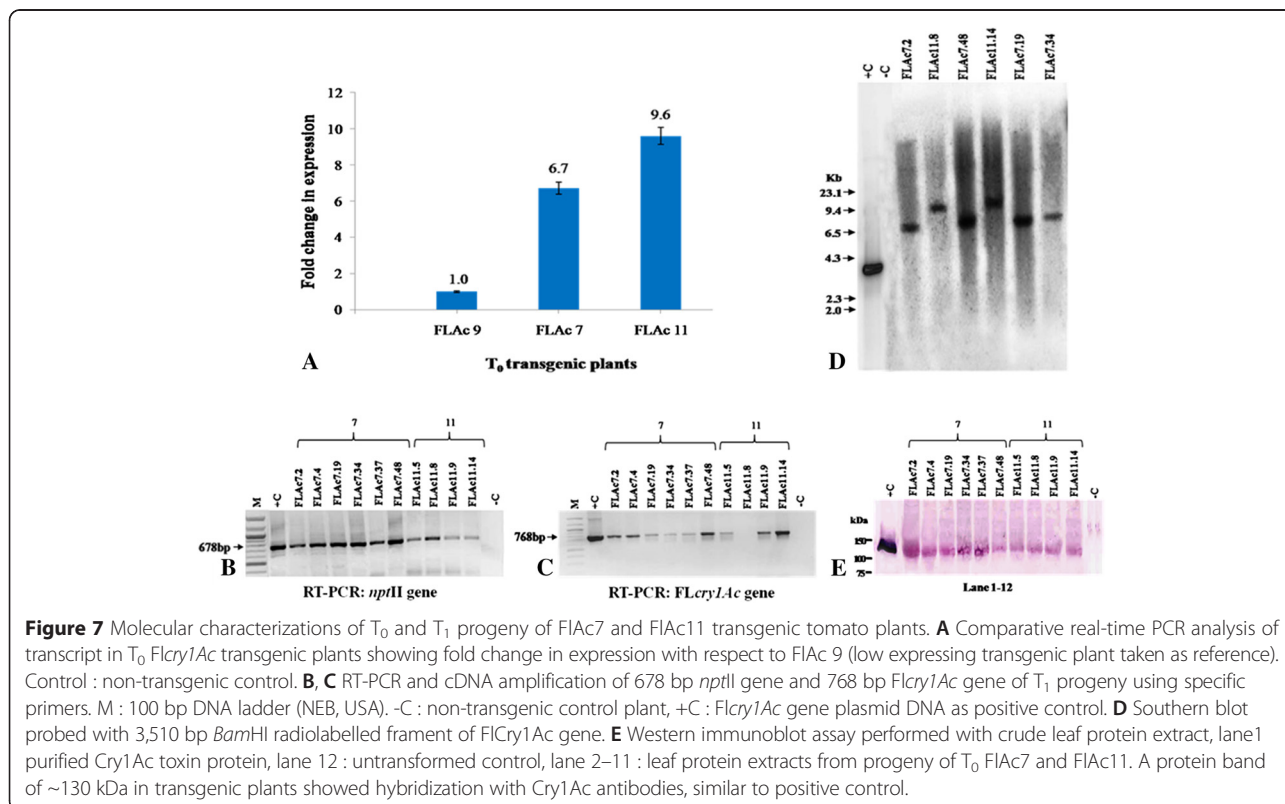 12
10
8
6
4
2
0
Fold change in expression
1.0
6.7
9.6
FLAc 9
FLAc 7
FLAc 11
T0 transgenic plants
A
+C
-C
FLAc7.2
FLAc11.8
FLAc7.48
FLAc11.14
FLAc7.19
FLAc7.34
Kb
23.1
9.4
6.5
4.3
2.3
2.0
D
7
11
M
+C
FLAc7.2
FLAc7.4
FLAc7.19
FLAc7.34
FLAc7.37
FLAc7.48
FLAc11.5
FLAc11.8
FLAc11.9
FLAc11.14
-C
678bp
B
RT-PCR: nptII gene
7
11
M
+C
FLAc7.2
FLAc7.4
FLAc7.19
FLAc7.34
FLAc7.37
FLAc7.48
FLAc11.5
FLAc11.8
FLAc11.9
FLAc11.14
-C
768bp
C
RT-PCR: FLcry1Ac gene
7
11
+C
FLAc7.2
FLAc7.4
FLAc7.19
FLAc7.34
FLAc7.37
FLAc7.48
FLAc11.5
FLAc11.8
FLAc11.9
FLAc11.14
-C
kDa
150
100
75
E
Lane 1-12
Figure 7 Molecular characterizations of T0 and T1 progeny of FlAc7 and FlAc11 transgenic tomato plants. A Comparative real-time PCR analysis of
transcript in T0 Flcry1Ac transgenic plants showing fold change in expression with respect to FlAc 9 (low expressing transgenic plant taken as reference).
Control : non-transgenic control. B, C RT-PCR and cDNA amplification of 678 bp nptII gene and 768 bp Flcry1Ac gene of T1 progeny using specific
primers. M : 100 bp DNA ladder (NEB, USA). -C : non-transgenic control plant, +C : Flcry1Ac gene plasmid DNA as positive control. D Southern blot
probed with 3,510 bp BamHI radiolabelled frament of FlCry1Ac gene. E Western immunoblot assay performed with crude leaf protein extract, lane1
purified Cry1Ac toxin protein, lane 12 : untransformed control, lane 2–11 : leaf protein extracts from progeny of T0 FlAc7 and FlAc11. A protein band
of ~130 kDa in transgenic plants showed hybridization with Cry1Ac antibodies, similar to positive control.